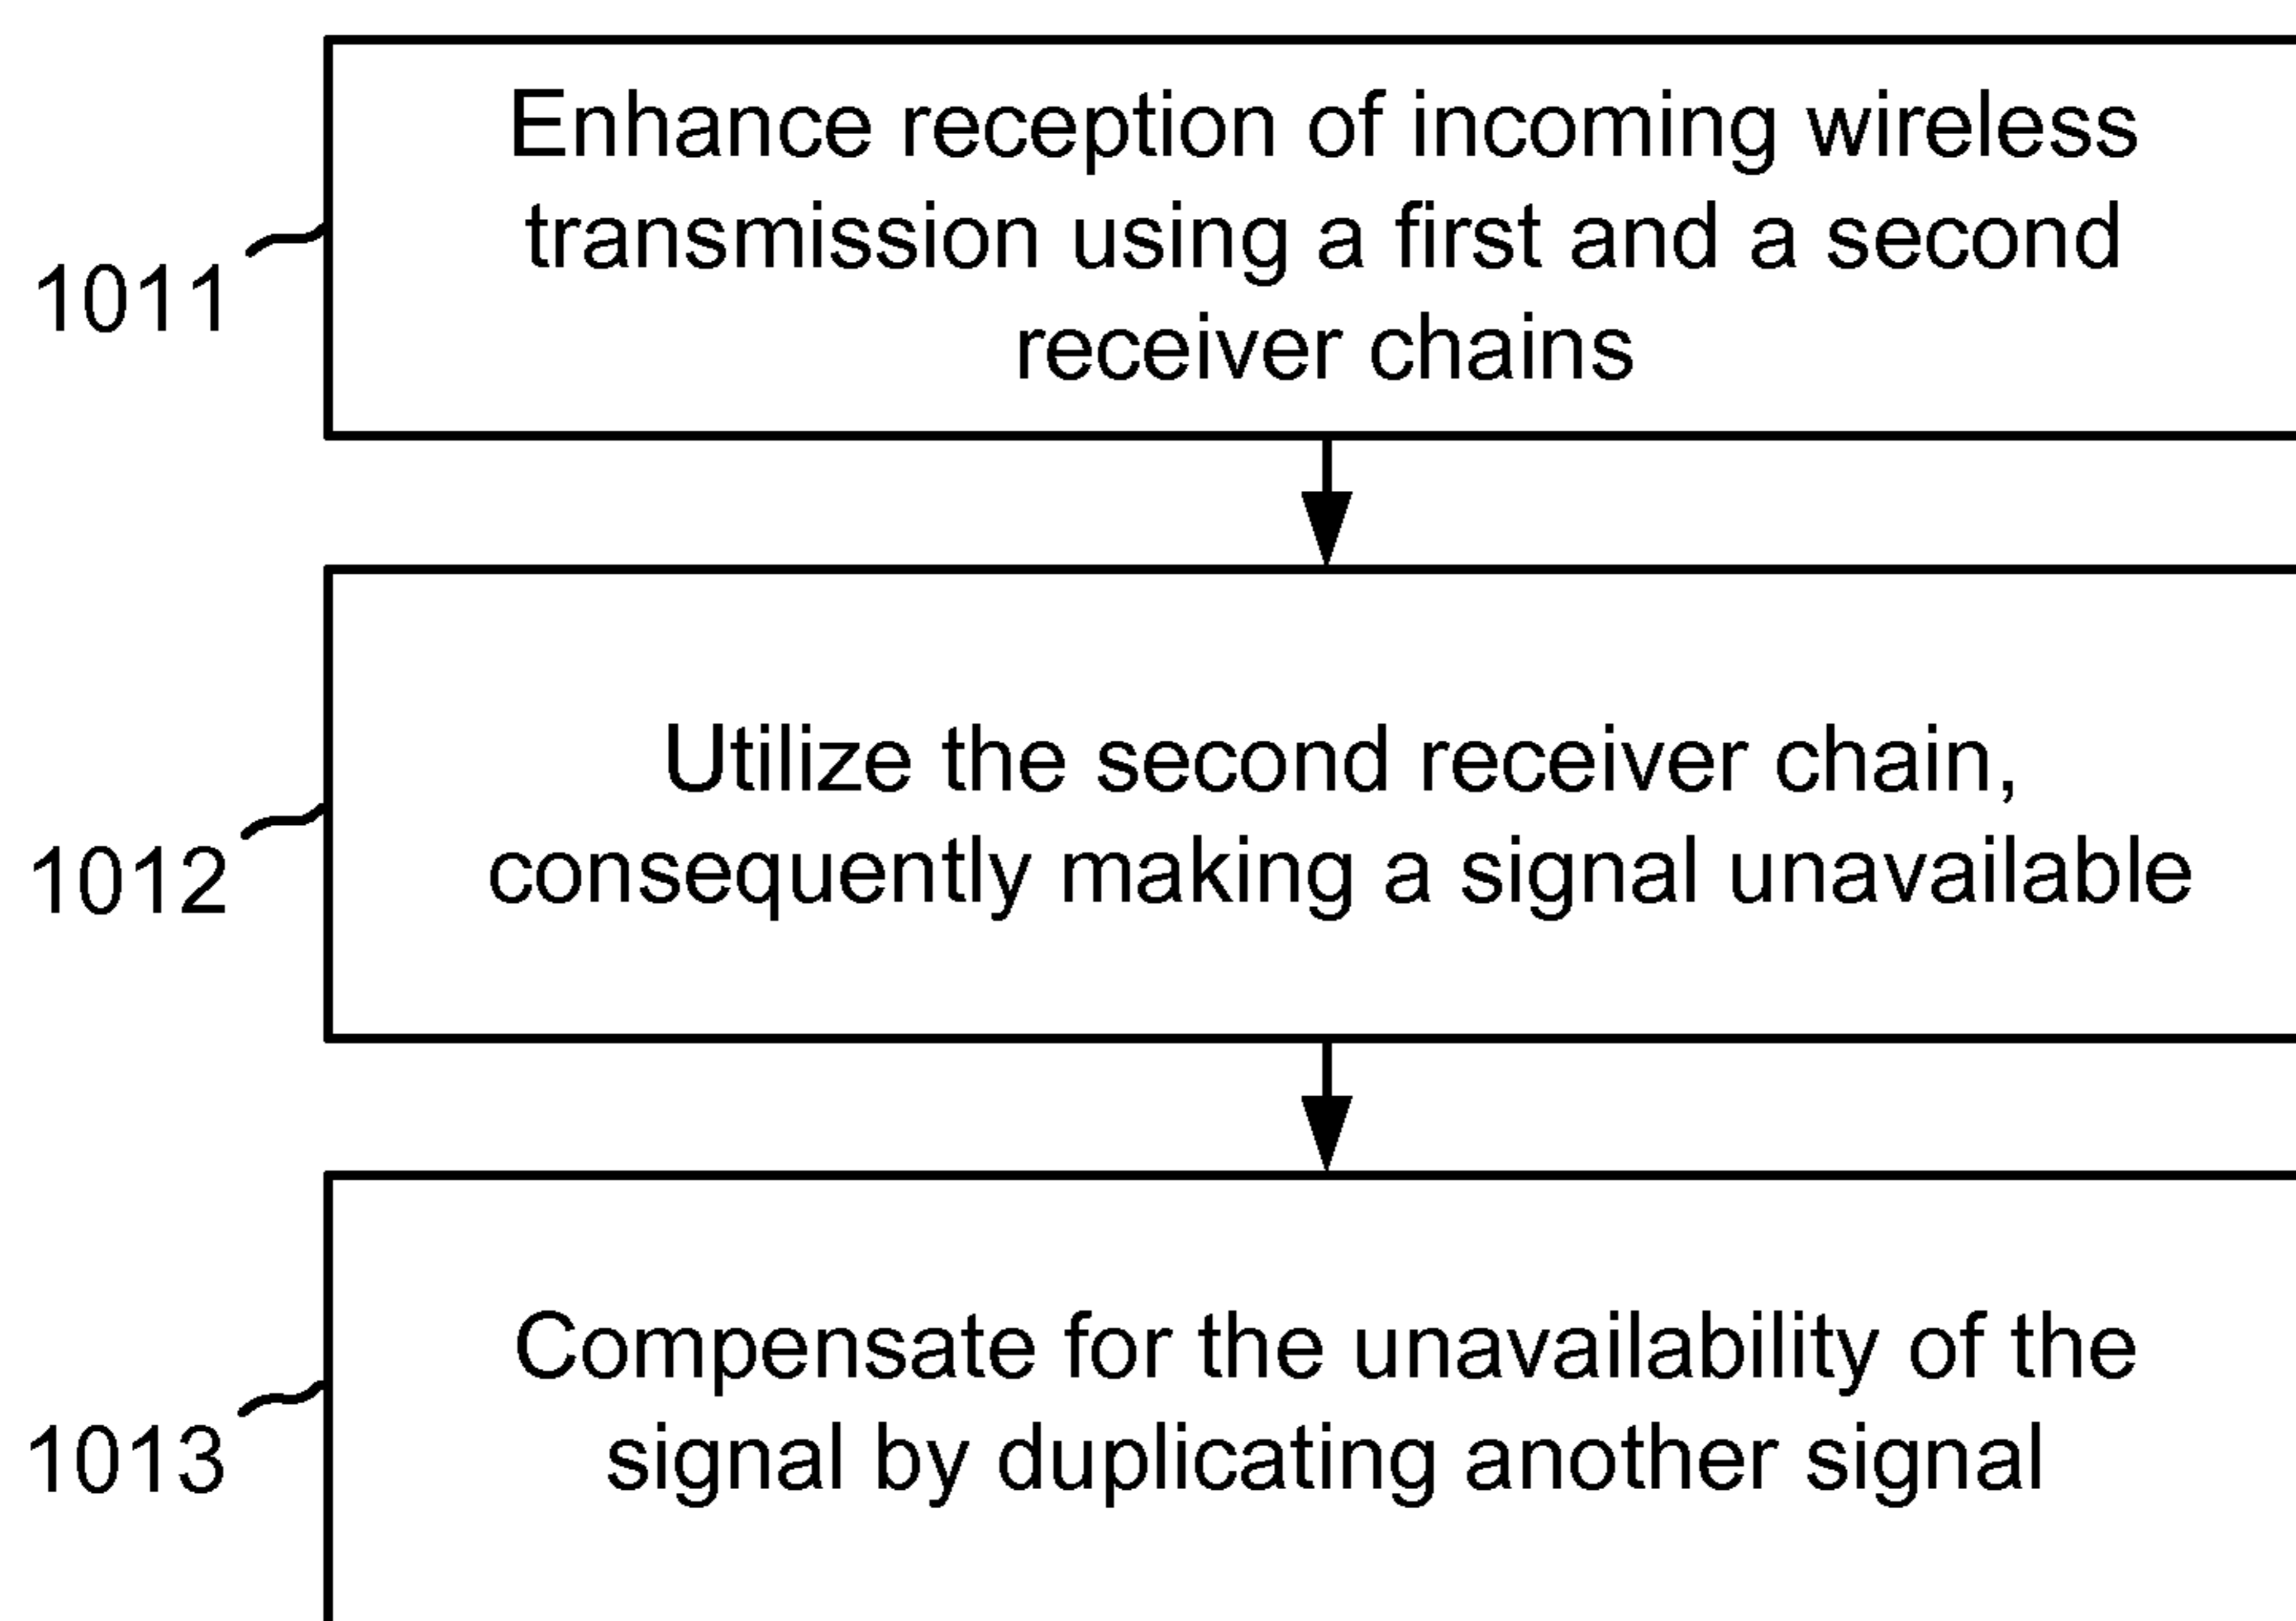 Enhance reception of incoming wireless
transmission using a first and a second
receiver chains
1011
Utilize the second receiver chain,
consequently making a signal unavailable
1012
Compensate for the unavailability of the
signal by duplicating another signal
1013